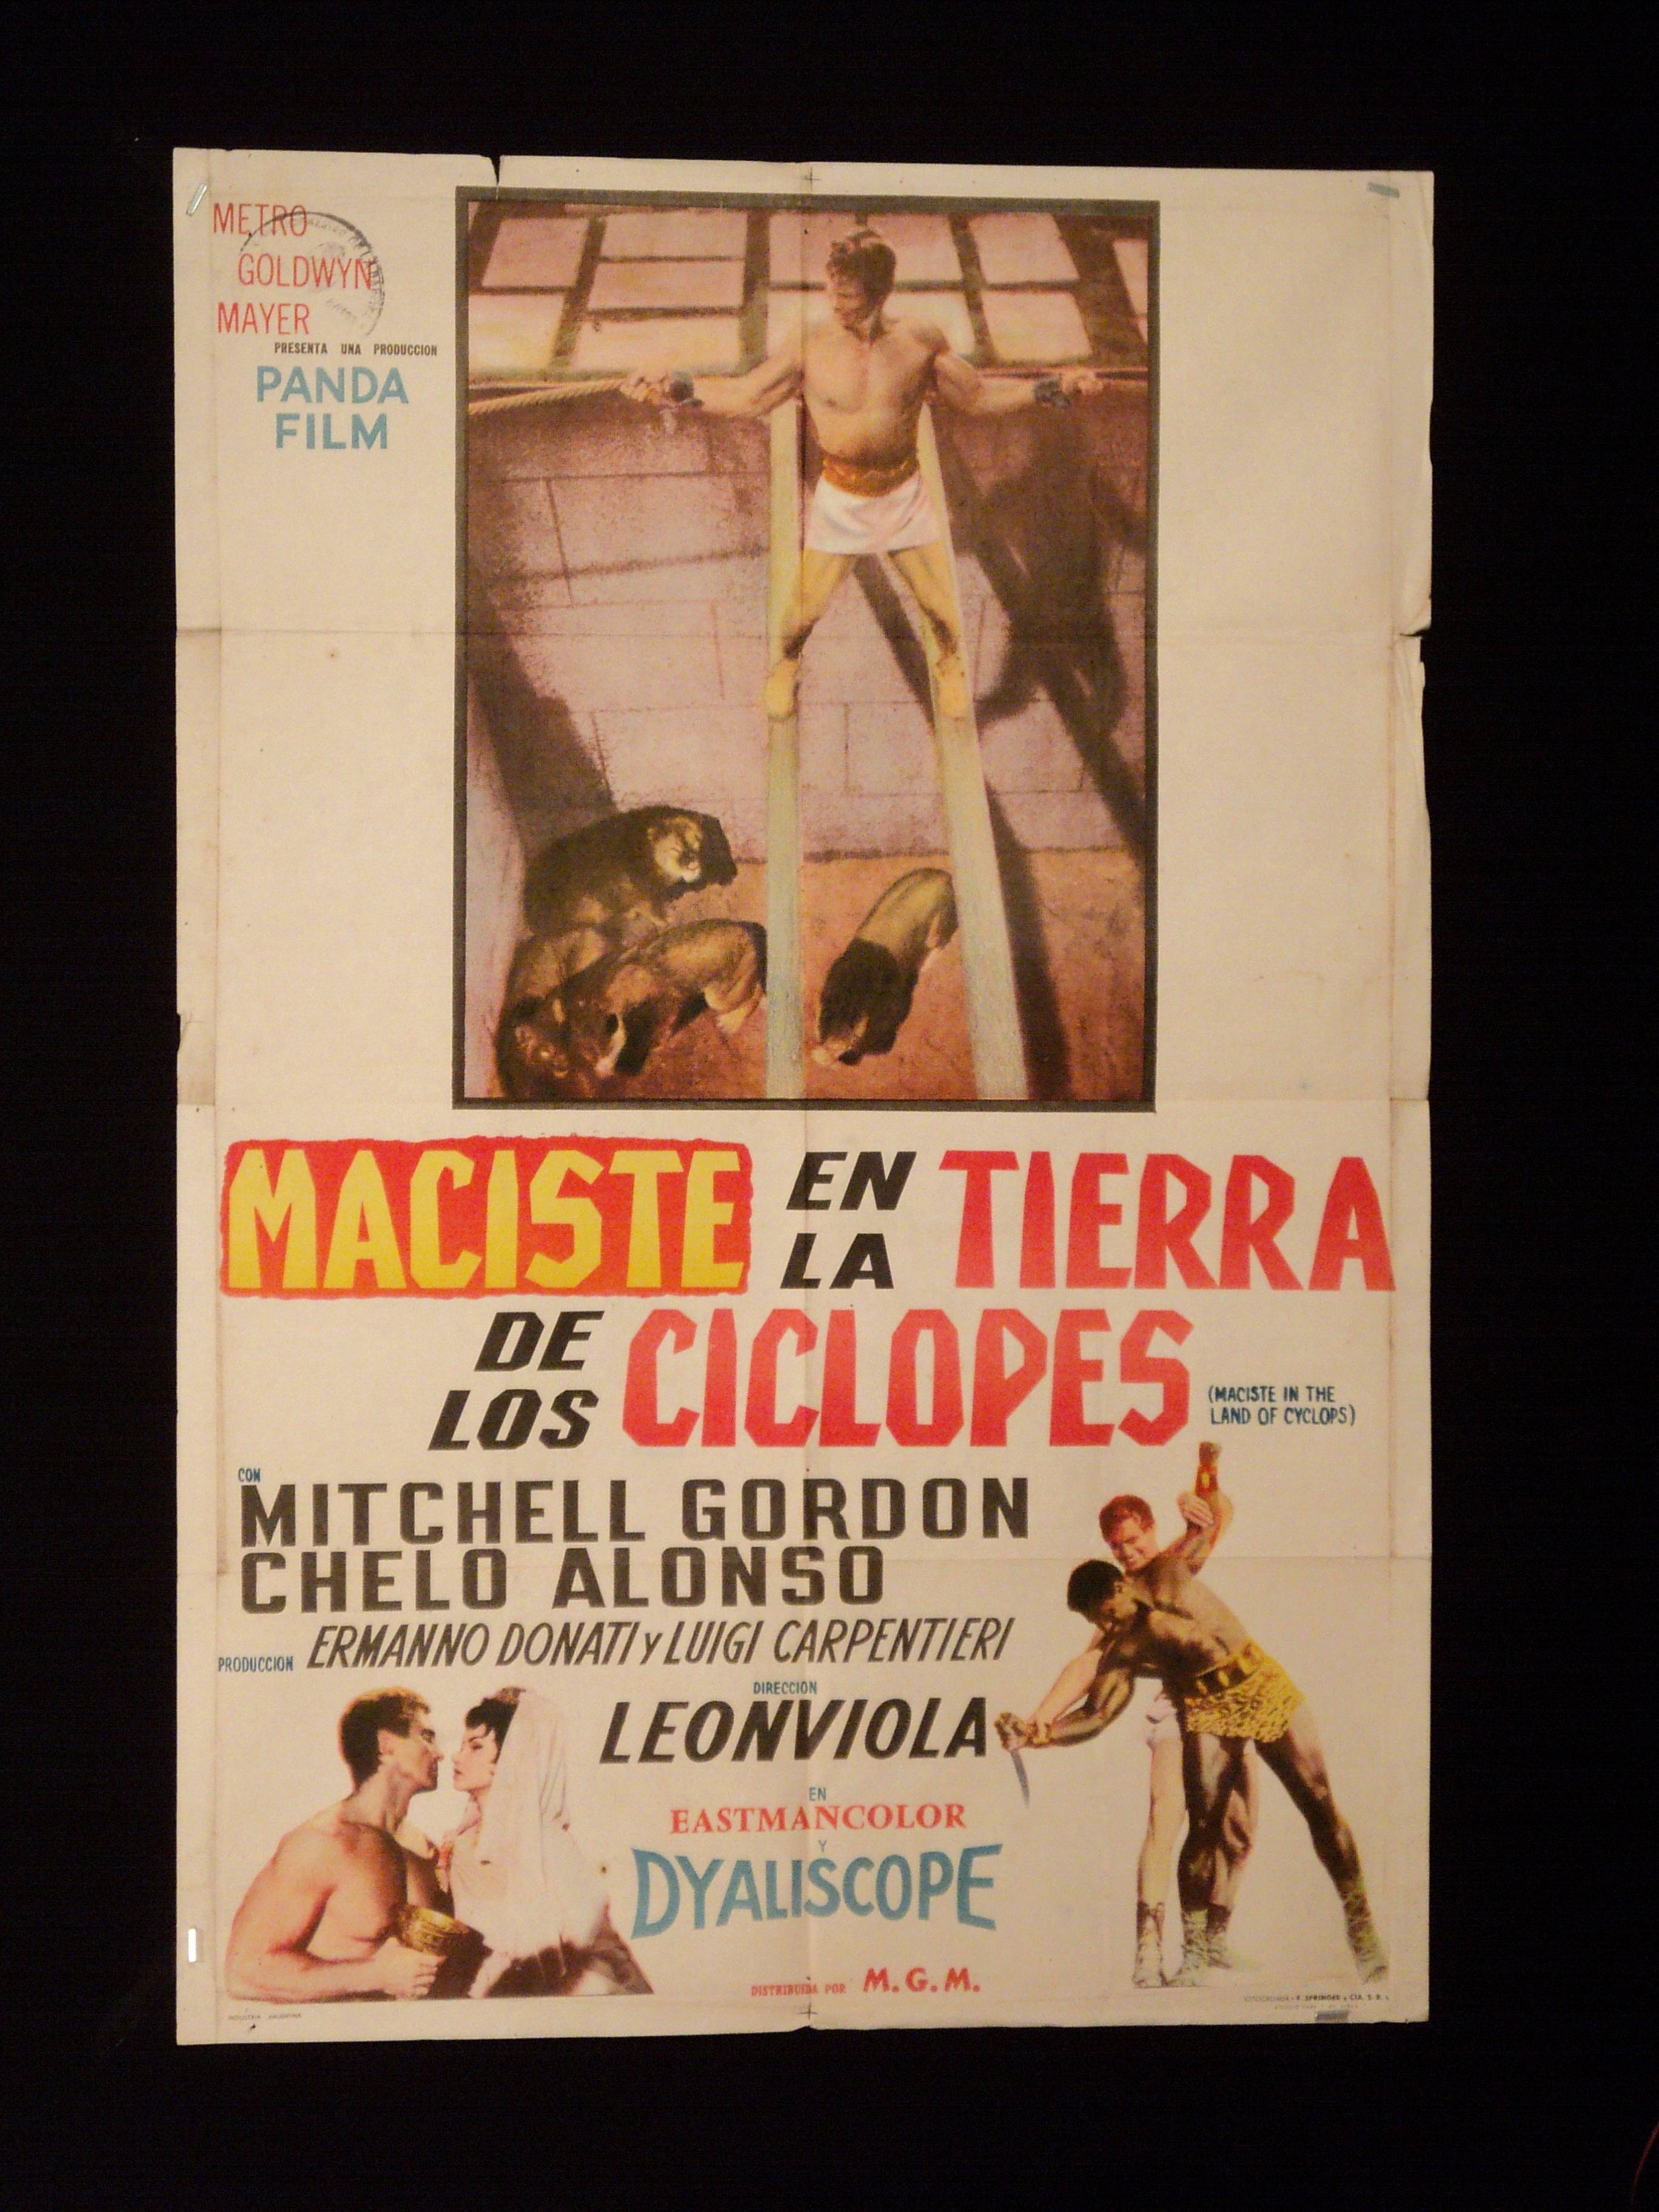 METRO
GOLDWYN
MAYER
PRESENTA UNA PRODUCCION
PANDA
FILM
MACISTE EN LA TIERRA
DE LOS CICLOPES
(MACISTE IN THE
LAND OF CYCLOPS)
CON
MITCHELL GORDON
CHELO ALONSO
PRODUCCION ERMANNO DONATI y LUIGI CARPENTIERI
DIRECCION
LEONVIOLA
EN
EASTMANCOLOR
Y
DYALISCOPE
DISTRIBUIDA POR M.G.M.
INDUSTRIA ARGENTINA